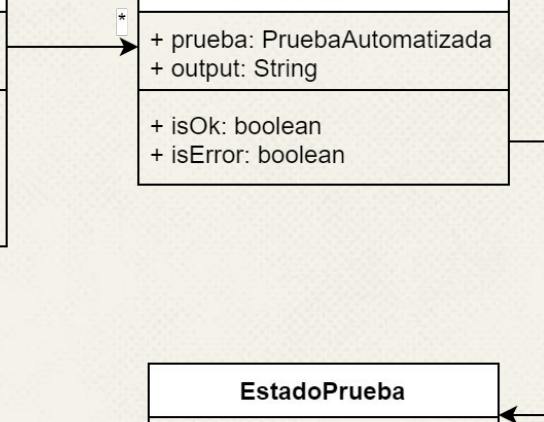 *
+ prueba: PruebaAutomatizada
+ output: String
+ isOk: boolean
+ isError: boolean
EstadoPrueba